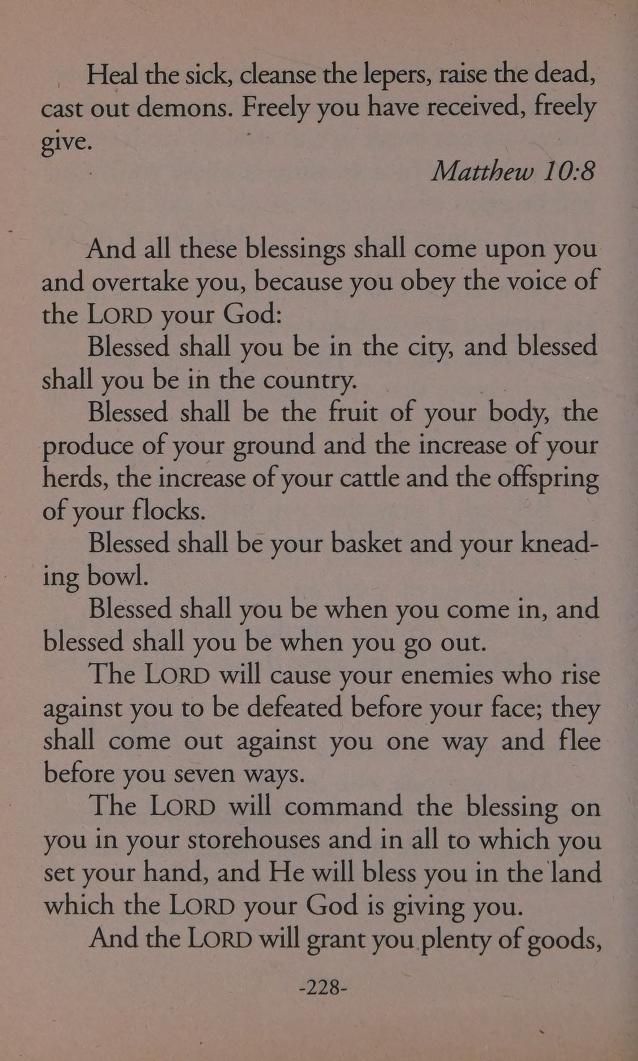 Heal the sick, cleanse the lepers, raise the dead,
cast out demons. Freely you have received, freely
give.
Matthew 10:8
And all these blessings shall come upon you
and overtake you, because you obey the voice of
the LORD your God:
Blessed shall you be in the city, and blessed
shall you be in the country.
Blessed shall be the fruit of your body, the
produce of your ground and the increase of your
herds, the increase of your cattle and the offspring
of your flocks.
Blessed shall be your basket and your knead-
ing bowl.
Blessed shall you be when you come in, and
blessed shall you be when you go out.
The LORD will cause your enemies who rise
against you to be defeated before your face; they
shall come out against you one way and flee
before you seven ways.
The LORD will command the blessing on
you in your storehouses and in all to which you
set your hand, and He will bless you in the land
which the LORD your God is giving you.
And the LORD will grant you plenty of goods,
-228-